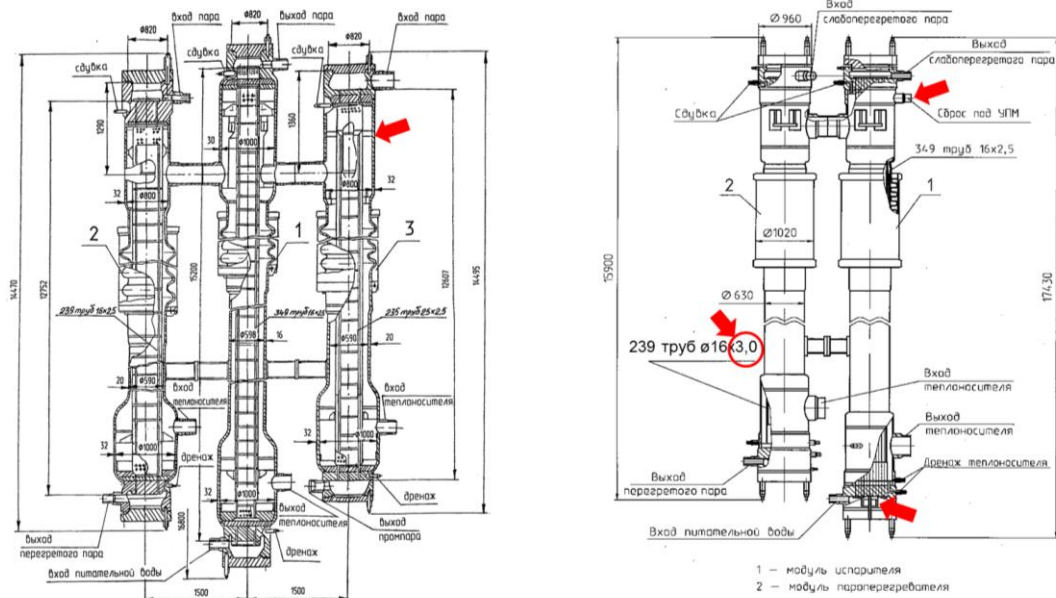 вход пара
ø820
сдувка
1290
32
ø800
2
14470
12752
239 труб 16х2,5
20
ø590
32
ø1000
выход
перегретого пара
ø820
выход пара
сдувка
30
ø1000
1
15200
349 труб 16х2,5
ø598
16
вход
теплоносителя
дренаж
32
ø1000
выход
теплоносителя
16800
вход питательной воды
дренаж
1500
1500
ø820
вход пара
1360
ø800
32
3
12607
14495
235 труб 25х2,5
ø590
20
вход
теплоносителя
32
ø1000
дренаж
выход
промпара
Вход
слабоперегретого пара
Ø 960
Выход
слабоперегретого пара
Сдувка
Сброс под УПМ
349 труб 16х2,5
2
1
Ø1020
15900
17430
Ø 630
239 труб ø16х3,0
Вход
теплоносителя
Выход
теплоносителя
Дренаж теплоносителя
Выход
перегретого пара
Вход питательной воды
1 – модуль испарителя
2 – модуль пароперегревателя